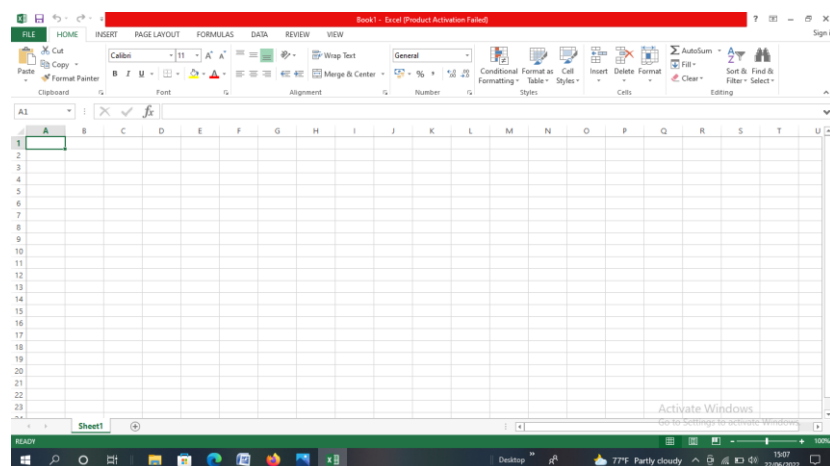 Book1 - Excel (Product Activation Failed)
FILE HOME INSERT PAGE LAYOUT FORMULAS DATA REVIEW VIEW Sign i
Cut
Copy
Format Painter
Paste
Clipboard
Calibri 11
B I U
Font
Wrap Text
Merge & Center
Alignment
General
%
Number
Conditional Formatting
Format as Table
Cell Styles
Styles
Insert Delete Format
Cells
AutoSum
Fill
Clear
Sort & Filter
Find & Select
Editing
A1 fx
A B C D E F G H I J K L M N O P Q R S T U
1
2
3
4
5
6
7
8
9
10
11
12
13
14
15
16
17
18
19
20
21
22
23
Activate Windows
Go to Settings to activate Windows
Sheet1
READY 100%
Desktop 77°F Partly cloudy 15:07